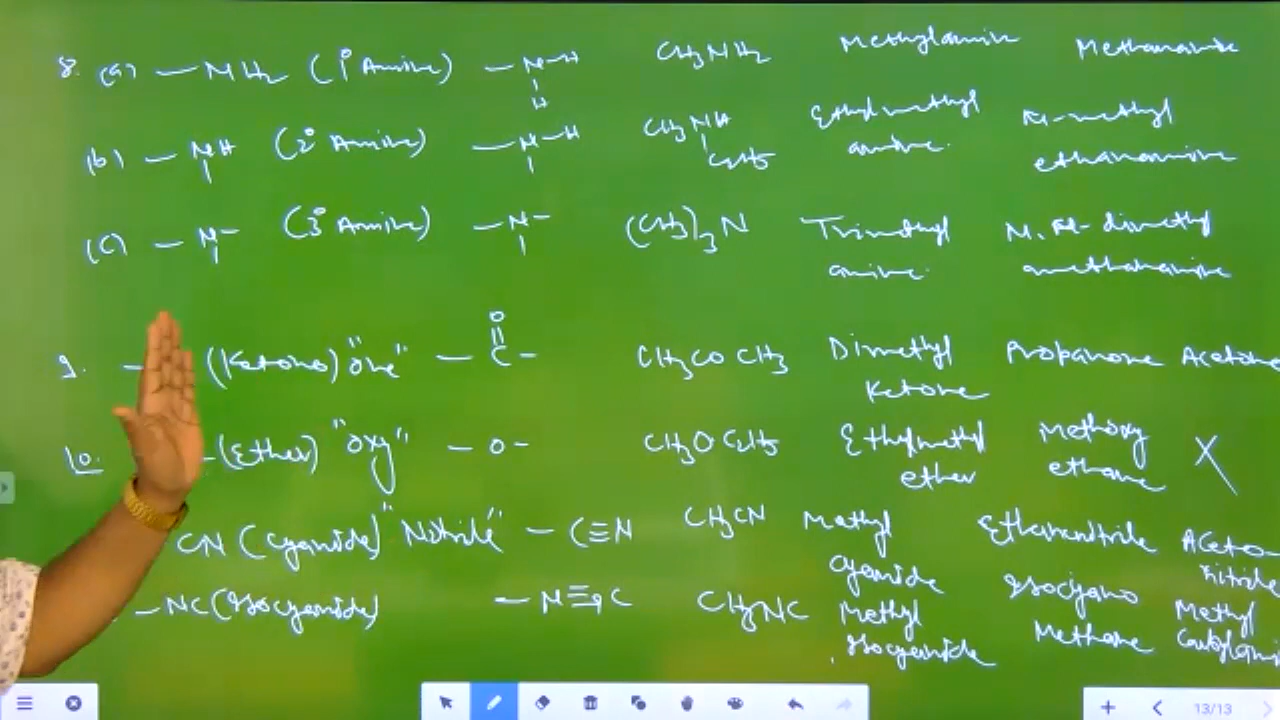 8. (a) — NH2 (1° Amine) — N—H CH3NH2 Methylamine Methanamine
H
(b) — NH (2° Amine) — N—H CH3NH Ethylmethyl N-methyl
C2H5 amine. ethanamine
(c) — N— (3° Amine) — N— (CH3)3N Trimethyl N,N-dimethyl
amine. methanamine
O
9. — (Ketone) "one" — C — CH3COCH3 Dimethyl Propanone Acetone
Ketone
10. -(Ether) "oxy" — O — CH3OC2H5 Ethylmethyl Methoxy X
ether ethane
CN (Cyanide) "Nitrile" — C≡N CH3CN Methyl Ethanenitrile Aceto-
cyanide nitrile
— NC (Isocyanide) — N≡C CH3NC Methyl Isocyano Methyl
Isocyanide Methane
13/13